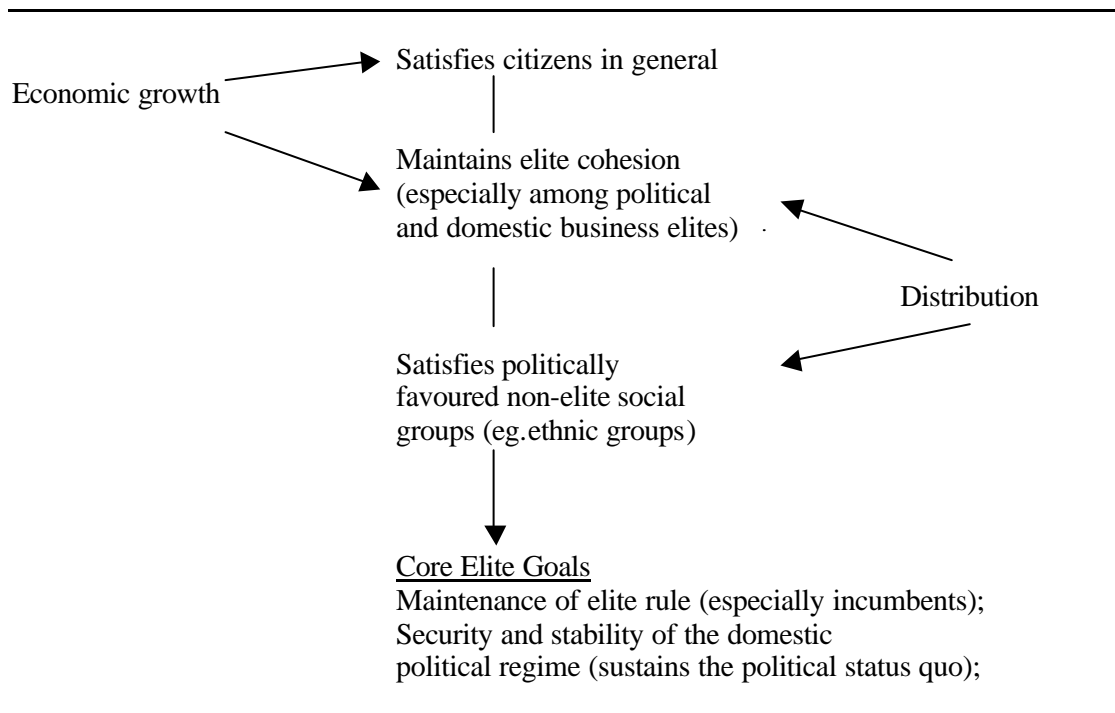 Satisfies citizens in general
Economic growth
Maintains elite cohesion
(especially among political
and domestic business elites)
Distribution
Satisfies politically
favoured non-elite social
groups (eg.ethnic groups)
Core Elite Goals
Maintenance of elite rule (especially incumbents);
Security and stability of the domestic
political regime (sustains the political status quo);